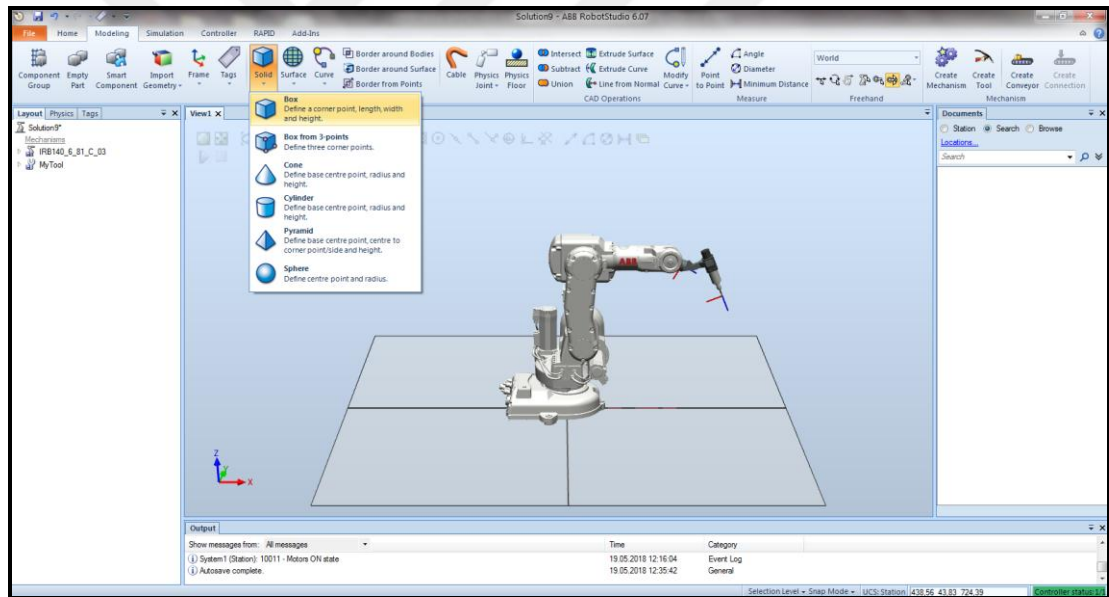 Solution9 - ABB RobotStudio 6.07
File Home Modeling Simulation Controller RAPID Add-Ins
Component Group
Empty Part
Smart Component
Import Geometry
Frame
Tags
Solid
Surface
Curve
Border around Bodies
Border around Surface
Border from Points
Cable
Physics Joint
Physics Floor
Intersect
Subtract
Union
Extrude Surface
Extrude Curve
Line from Normal
Modify Curve
CAD Operations
Point to Point
Angle
Diameter
Minimum Distance
Measure
World
Freehand
Create Mechanism
Create Tool
Create Conveyor
Create Connection
Mechanism
Layout Physics Tags
Solution9*
Mechanisms
IRB140_6_81_C_03
MyTool
View1
Box
Define a corner point, length, width
and height.
Box from 3-points
Define three corner points.
Cone
Define base centre point, radius and
height.
Cylinder
Define base centre point, radius and
height.
Pyramid
Define base centre point, centre to
corner point/side and height.
Sphere
Define centre point and radius.
ABB
Z
Y
X
Documents
Station Search Browse
Locations...
Search
Output
Show messages from: All messages Time Category
System1 (Station): 10011 - Motors ON state 19.05.2018 12:16:04 Event Log
Autosave complete. 19.05.2018 12:35:42 General
Selection Level Snap Mode UCS: Station 438.56 43.83 724.39 Controller status: 1/1